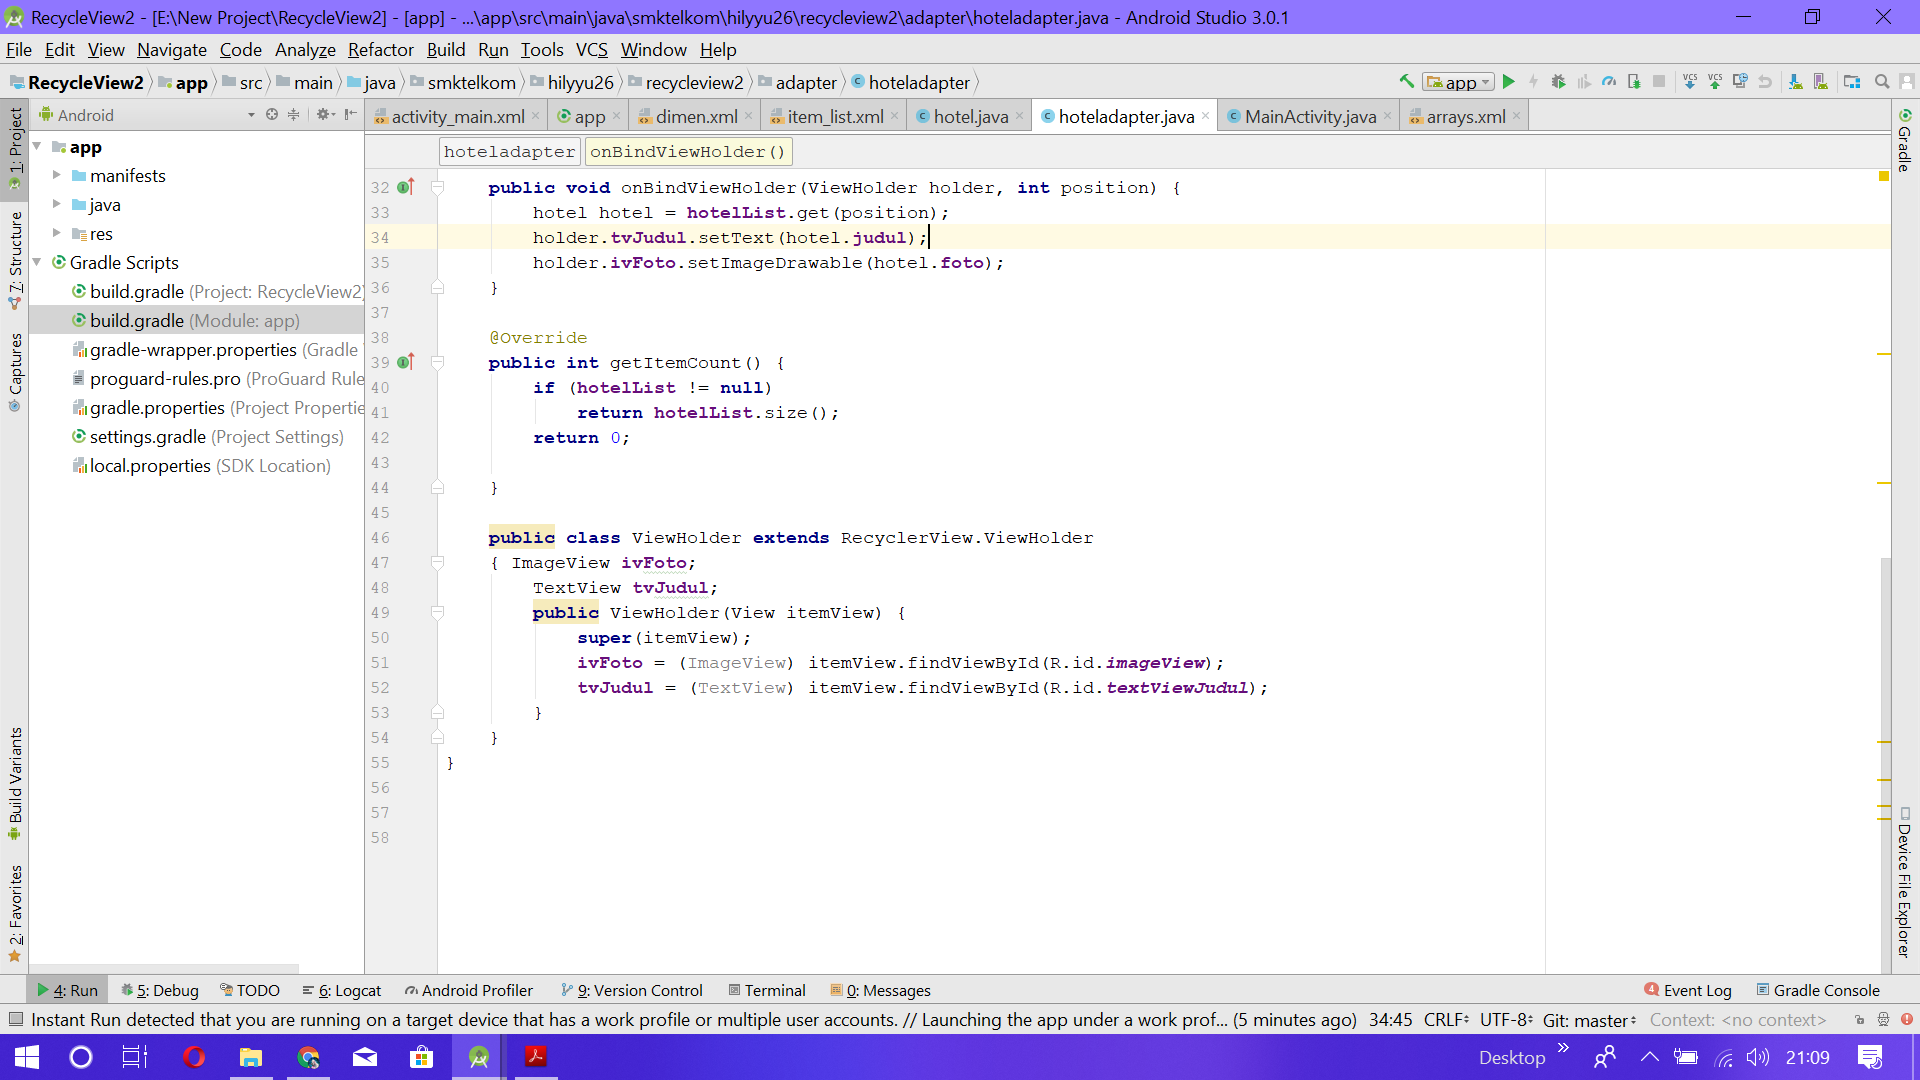 RecycleView2 - [E:\New Project\RecycleView2] - [app] - ...\app\src\main\java\smktelkom\hilyyu26\recycleview2\adapter\hoteladapter.java - Android Studio 3.0.1
File Edit View Navigate Code Analyze Refactor Build Run Tools VCS Window Help
RecycleView2 app src main java smktelkom hilyyu26 recycleview2 adapter hoteladapter app VCS VCS
Android activity_main.xml app dimen.xml item_list.xml hotel.java hoteladapter.java MainActivity.java arrays.xml
1: Project
7: Structure
Captures
Build Variants
2: Favorites
app
manifests
java
res
Gradle Scripts
build.gradle (Project: RecycleView2)
build.gradle (Module: app)
gradle-wrapper.properties (Gradle
proguard-rules.pro (ProGuard Rule
gradle.properties (Project Propertie
settings.gradle (Project Settings)
local.properties (SDK Location)
hoteladapter onBindViewHolder()
32 public void onBindViewHolder(ViewHolder holder, int position) {
33 hotel hotel = hotelList.get(position);
34 holder.tvJudul.setText(hotel.judul);
35 holder.ivFoto.setImageDrawable(hotel.foto);
36 }
37
38 @Override
39 public int getItemCount() {
40 if (hotelList != null)
41 return hotelList.size();
42 return 0;
43
44 }
45
46 public class ViewHolder extends RecyclerView.ViewHolder
47 { ImageView ivFoto;
48 TextView tvJudul;
49 public ViewHolder(View itemView) {
50 super(itemView);
51 ivFoto = (ImageView) itemView.findViewById(R.id.imageView);
52 tvJudul = (TextView) itemView.findViewById(R.id.textViewJudul);
53 }
54 }
55 }
56
57
58
Gradle
Device File Explorer
4: Run 5: Debug TODO 6: Logcat Android Profiler 9: Version Control Terminal 0: Messages 4 Event Log Gradle Console
Instant Run detected that you are running on a target device that has a work profile or multiple user accounts. // Launching the app under a work prof... (5 minutes ago) 34:45 CRLF UTF-8 Git: master Context: <no context>
Desktop 21:09